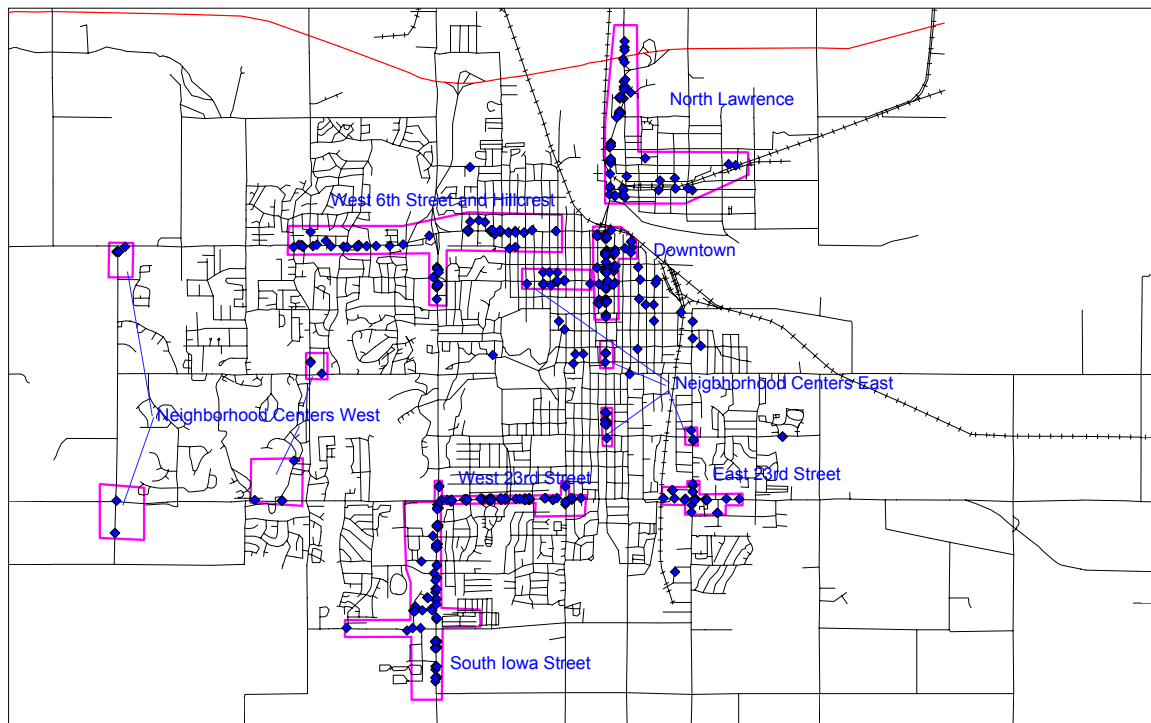 North Lawrence
West 6th Street and Hillcrest
Downtown
Neigbhorhood Centers East
Neighborhood Centers West
West 23rd Street
East 23rd Street
South Iowa Street